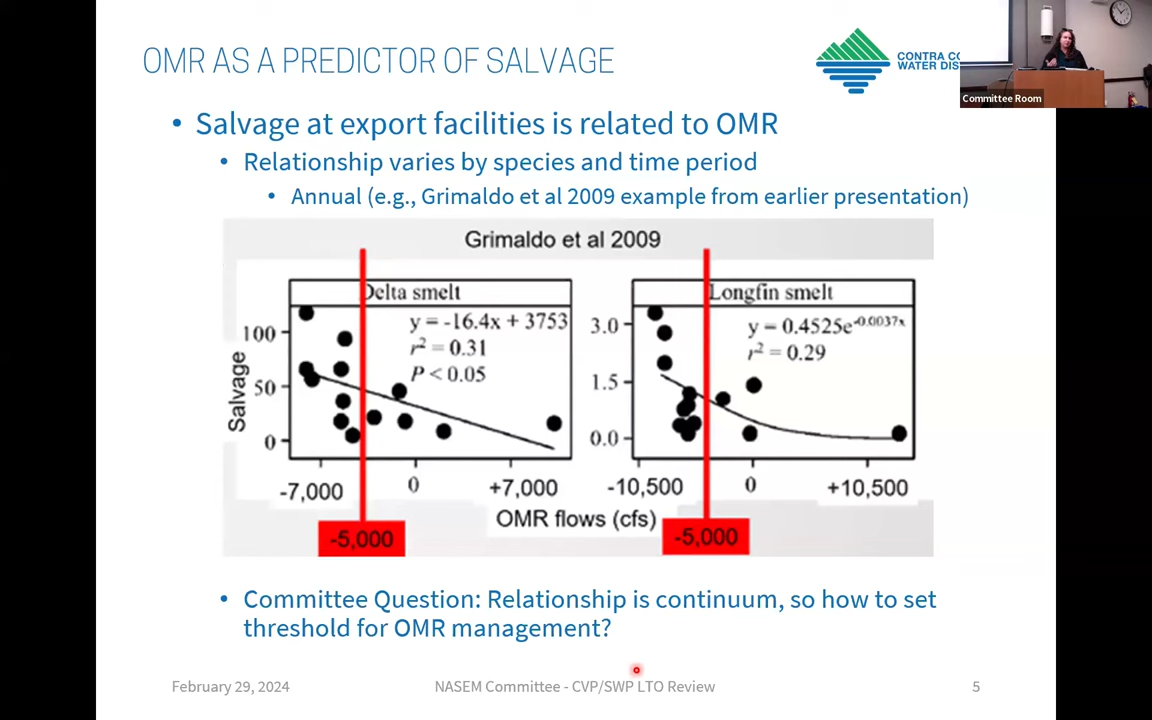 OMR AS A PREDICTOR OF SALVAGE
CONTRA CO
WATER DIS
Committee Room
• Salvage at export facilities is related to OMR
• Relationship varies by species and time period
• Annual (e.g., Grimaldo et al 2009 example from earlier presentation)
Grimaldo et al 2009
Delta smelt
y = -16.4x + 3753
r² = 0.31
P < 0.05
Salvage
100
50
0
-7,000
0
+7,000
Longfin smelt
y = 0.4525e^-0.0037x
r² = 0.29
3.0
1.5
0.0
-10,500
0
+10,500
OMR flows (cfs)
-5,000
-5,000
• Committee Question: Relationship is continuum, so how to set
threshold for OMR management?
February 29, 2024
NASEM Committee - CVP/SWP LTO Review
5